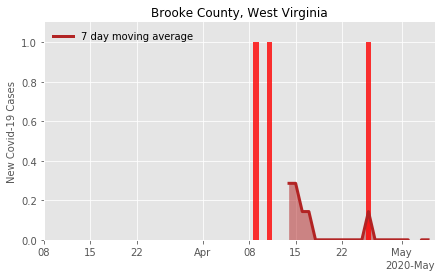 Brooke County, West Virginia
7 day moving average
New Covid-19 Cases
1.0
0.8
0.6
0.4
0.2
0.0
08 15 22 Apr 08 15 22 May
2020-May